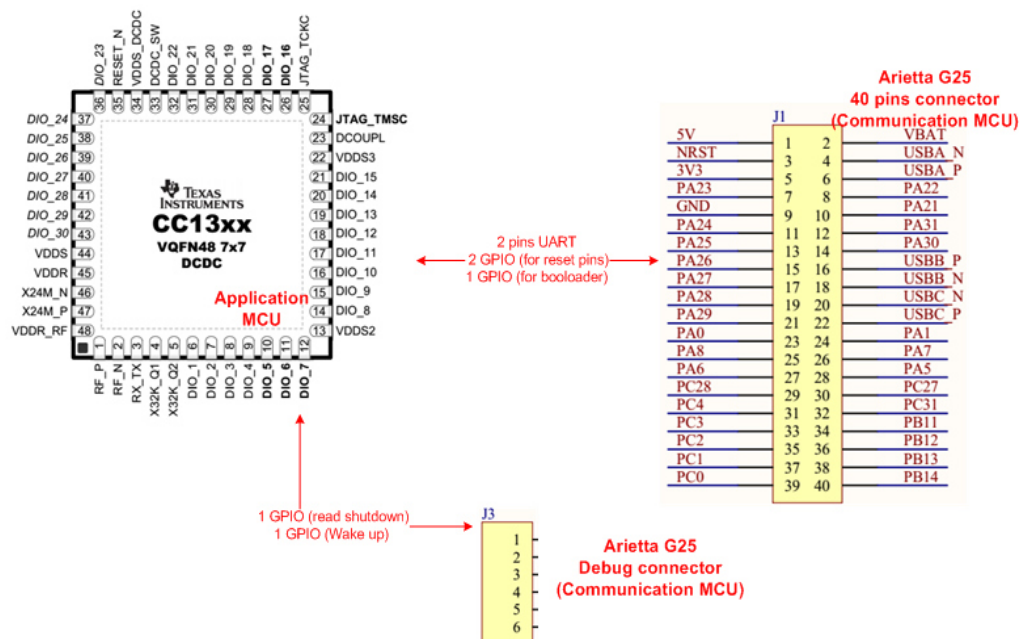 DIO_23
RESET_N
VDDS_DCDC
DCDC_SW
DIO_22
DIO_21
DIO_20
DIO_19
DIO_18
DIO_17
DIO_16
JTAG_TCKC
36 35 34 33 32 31 30 29 28 27 26 25
DIO_24 37
DIO_25 38
DIO_26 39
DIO_27 40
DIO_28 41
DIO_29 42
DIO_30 43
VDDS 44
VDDR 45
X24M_N 46
X24M_P 47
VDDR_RF 48
TEXAS
INSTRUMENTS
CC13xx
VQFN48 7x7
DCDC
Application
MCU
24 JTAG_TMSC
23 DCOUPL
22 VDDS3
21 DIO_15
20 DIO_14
19 DIO_13
18 DIO_12
17 DIO_11
16 DIO_10
15 DIO_9
14 DIO_8
13 VDDS2
1 2 3 4 5 6 7 8 9 10 11 12
RF_P
RF_N
RX_TX
X32K_Q1
X32K_Q2
DIO_1
DIO_2
DIO_3
DIO_4
DIO_5
DIO_6
DIO_7
2 pins UART
2 GPIO (for reset pins)
1 GPIO (for booloader)
Arietta G25
40 pins connector
(Communication MCU)
J1
5V 1 2 VBAT
NRST 3 4 USBA_N
3V3 5 6 USBA_P
PA23 7 8 PA22
GND 9 10 PA21
PA24 11 12 PA31
PA25 13 14 PA30
PA26 15 16 USBB_P
PA27 17 18 USBB_N
PA28 19 20 USBC_N
PA29 21 22 USBC_P
PA0 23 24 PA1
PA8 25 26 PA7
PA6 27 28 PA5
PC28 29 30 PC27
PC4 31 32 PC31
PC3 33 34 PB11
PC2 35 36 PB12
PC1 37 38 PB13
PC0 39 40 PB14
1 GPIO (read shutdown)
1 GPIO (Wake up)
J3
1
2
3
4
5
6
Arietta G25
Debug connector
(Communication MCU)